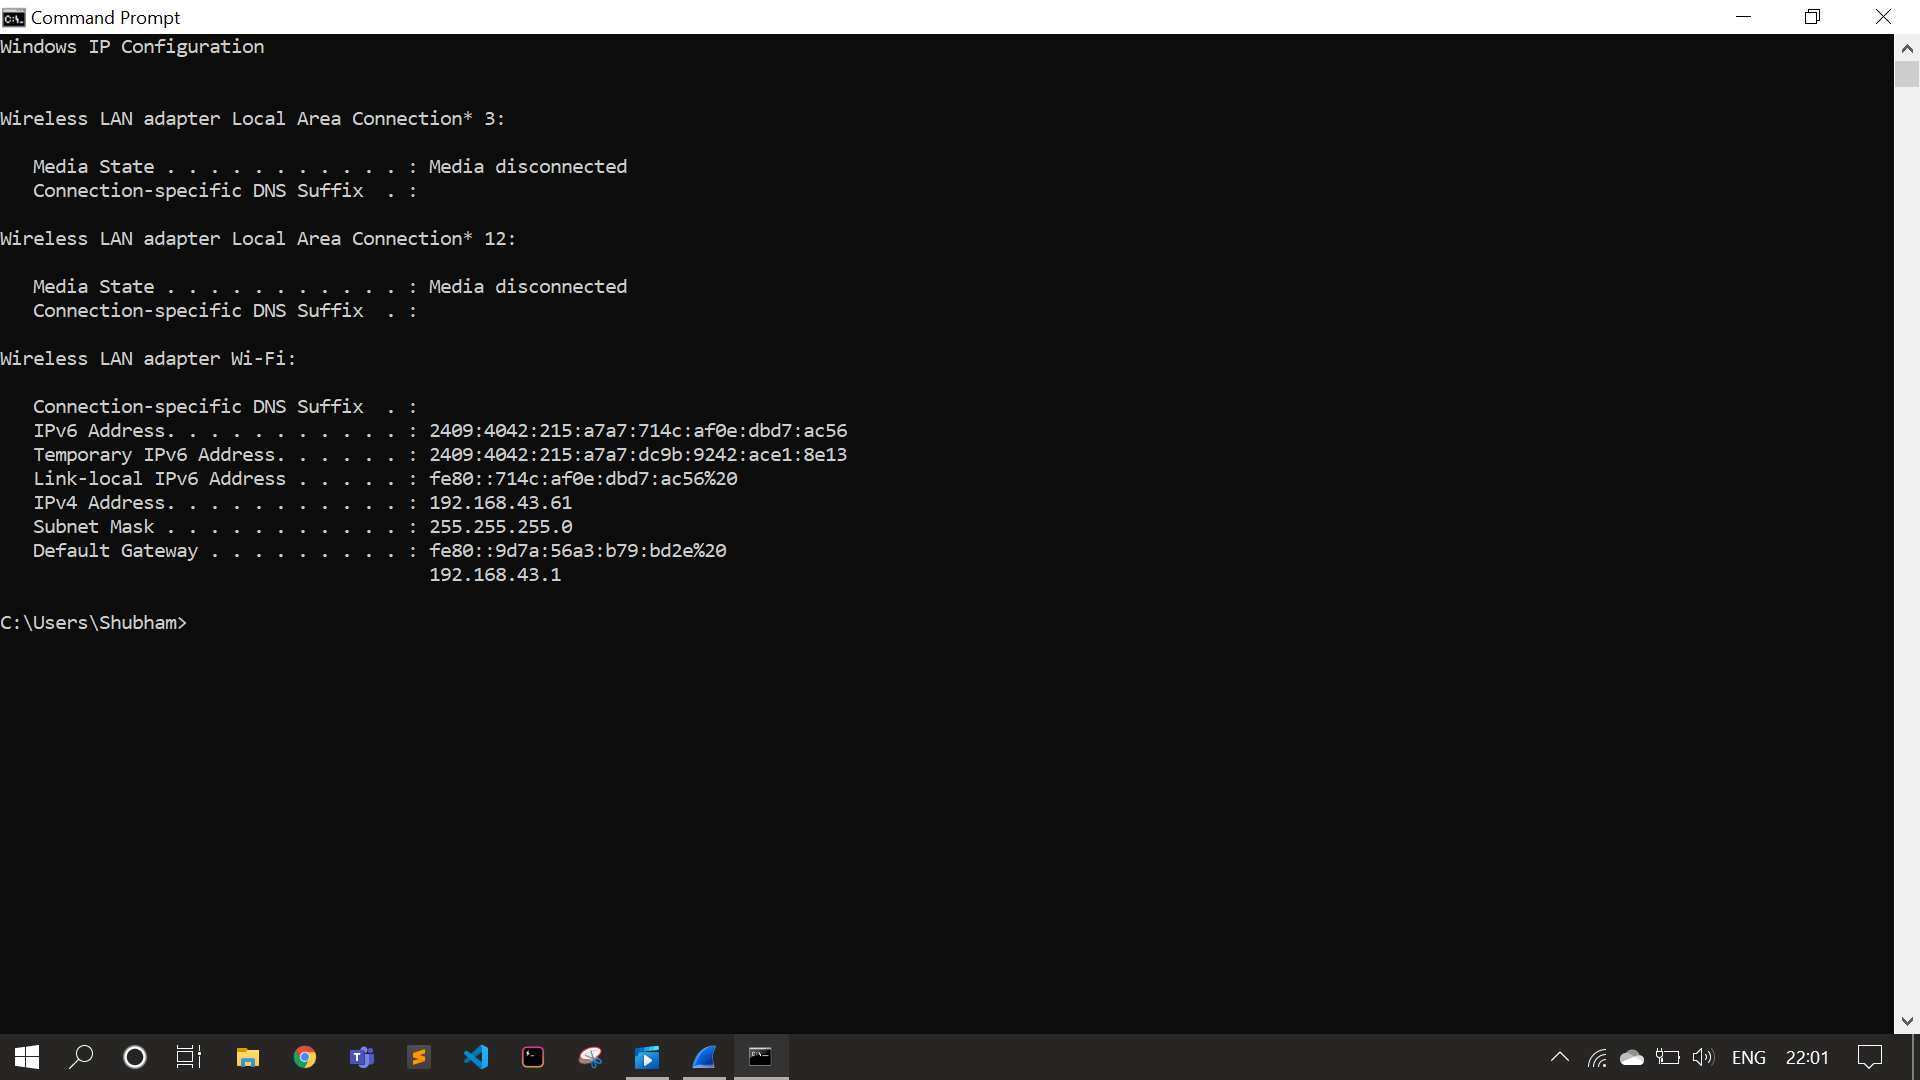 Command Prompt
Windows IP Configuration
Wireless LAN adapter Local Area Connection* 3:
Media State . . . . . . . . . . . : Media disconnected
Connection-specific DNS Suffix  . :
Wireless LAN adapter Local Area Connection* 12:
Media State . . . . . . . . . . . : Media disconnected
Connection-specific DNS Suffix  . :
Wireless LAN adapter Wi-Fi:
Connection-specific DNS Suffix  . :
IPv6 Address. . . . . . . . . . . : 2409:4042:215:a7a7:714c:af0e:dbd7:ac56
Temporary IPv6 Address. . . . . . : 2409:4042:215:a7a7:dc9b:9242:ace1:8e13
Link-local IPv6 Address . . . . . : fe80::714c:af0e:dbd7:ac56%20
IPv4 Address. . . . . . . . . . . : 192.168.43.61
Subnet Mask . . . . . . . . . . . : 255.255.255.0
Default Gateway . . . . . . . . . : fe80::9d7a:56a3:b79:bd2e%20
192.168.43.1
C:\Users\Shubham>
ENG 22:01